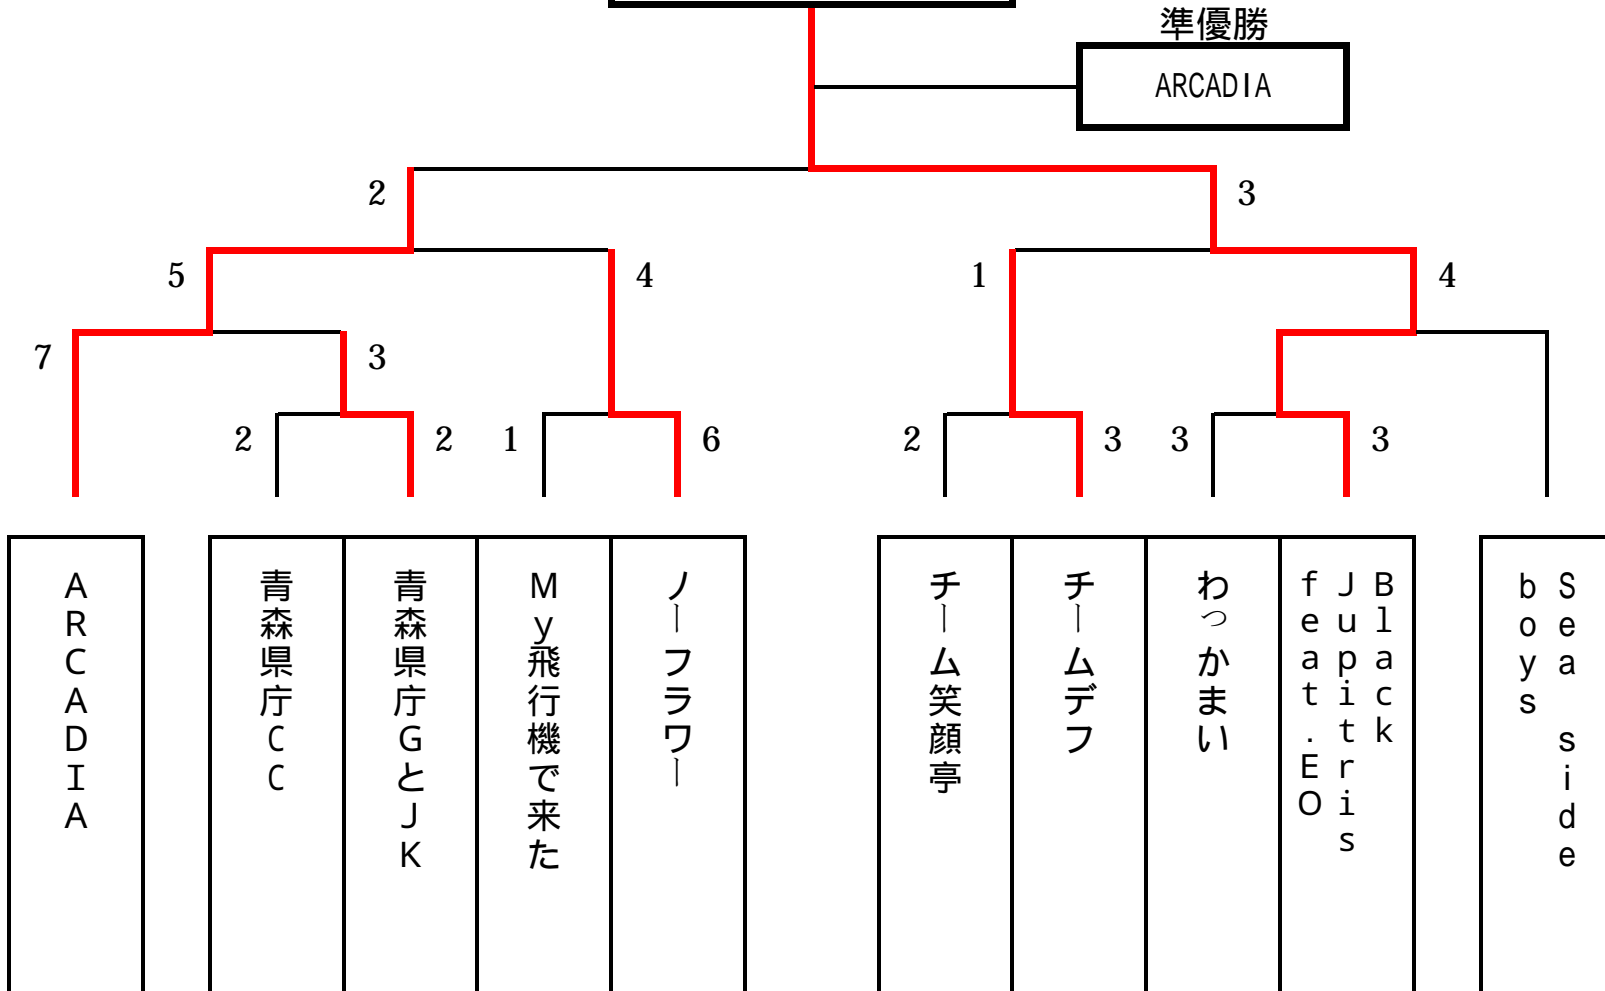 準優勝
ARCADIA
2
3
5
4
1
4
7
3
2
2
1
6
2
3
3
3
ARCADIA
青森県庁CC
青森県庁GとJK
My飛行機で来た
ノーフラワー
チーム笑顔亭
チームデフ
わっかまい
Black
Jupitris
feat.EO
Sea side
boys